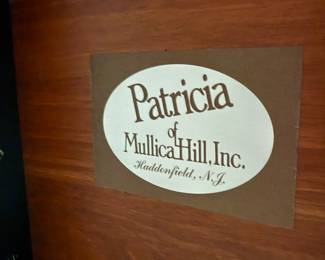 Patricia
of
Mullica Hill, Inc.
Haddonfield, N.J.